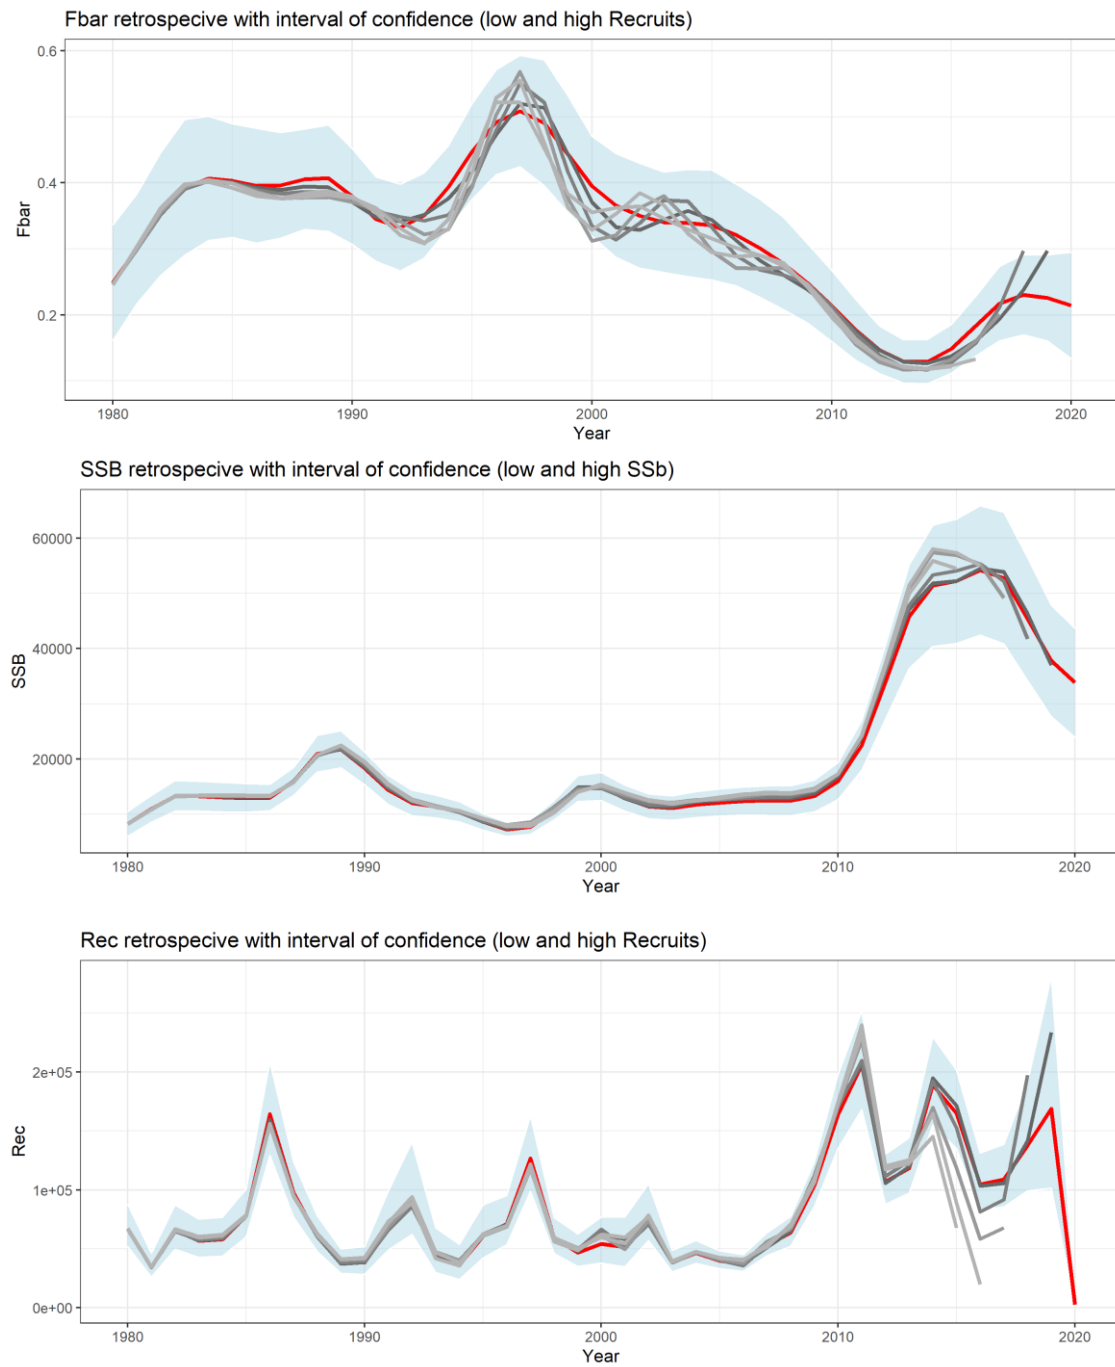 Fbar retrospecive with interval of confidence (low and high Recruits)
0.6
0.4
0.2
Fbar
1980 1990 2000 2010 2020
Year
SSB retrospecive with interval of confidence (low and high SSb)
60000
40000
20000
SSB
1980 1990 2000 2010 2020
Year
Rec retrospecive with interval of confidence (low and high Recruits)
2e+05
1e+05
0e+00
Rec
1980 1990 2000 2010 2020
Year